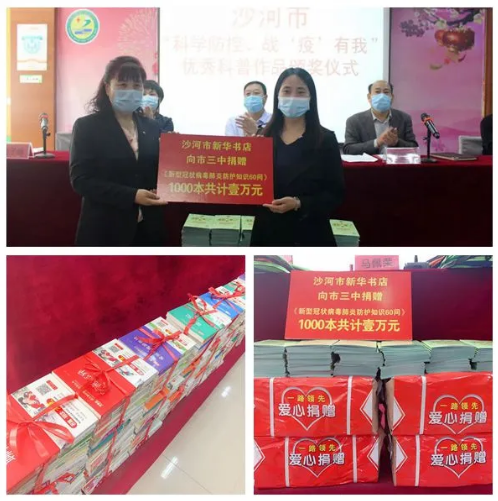 沙河市
“科学防控、战‘疫’有我”
优秀科普作品颁奖仪式
沙河市新华书店
向市三中捐赠
《新型冠状病毒肺炎防护知识60问》
1000本共计壹万元
沙河市新华书店
向市三中捐赠
《新型冠状病毒肺炎防护知识60问》
1000本共计壹万元
一路领先
爱心捐赠
一路领先
爱心捐赠
一路领先
爱心捐赠
一路领先
爱心捐赠